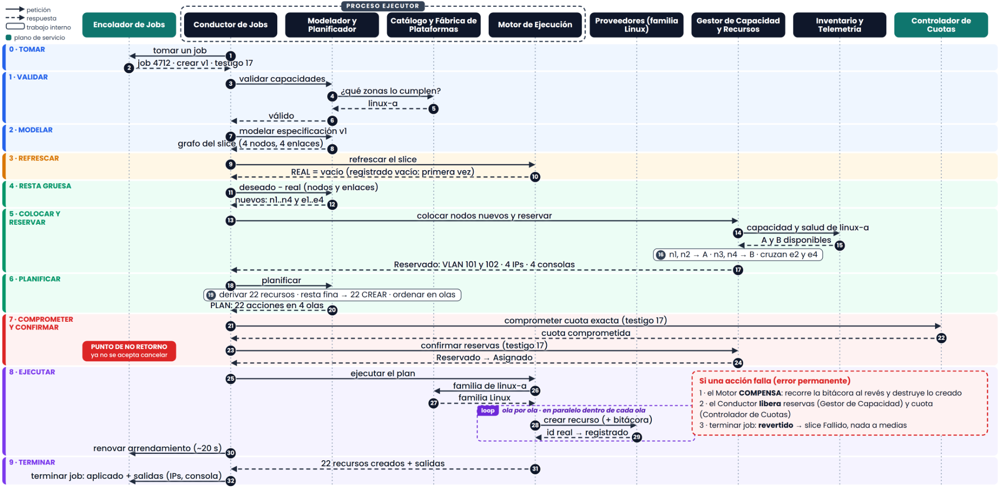 petición
respuesta
trabajo interno
plano de servicio
PROCESO EJECUTOR
Encolador de Jobs
Conductor de Jobs
Modelador y
Planificador
Catálogo y Fábrica de
Plataformas
Motor de Ejecución
Proveedores (familia
Linux)
Gestor de Capacidad
y Recursos
Inventario y
Telemetría
Controlador de
Cuotas
0 · TOMAR
tomar un job
1
2
job 4712 · crear v1 · testigo 17
1 · VALIDAR
3
validar capacidades
4
¿qué zonas lo cumplen?
linux-a
5
válido
6
2 · MODELAR
7
modelar especificación v1
grafo del slice (4 nodos, 4 enlaces)
8
3 · REFRESCAR
9
refrescar el slice
REAL = vacío (registrado vacío: primera vez)
10
4 · RESTA GRUESA
11
deseado - real (nodos y enlaces)
nuevos: n1..n4 y e1..e4
12
5 · COLOCAR Y
RESERVAR
13
colocar nodos nuevos y reservar
14
capacidad y salud de linux-a
A y B disponibles
15
16 n1, n2 → A · n3, n4 → B · cruzan e2 y e4
Reservado: VLAN 101 y 102 · 4 IPs · 4 consolas
17
6 · PLANIFICAR
18
planificar
19 derivar 22 recursos · resta fina → 22 CREAR · ordenar en olas
PLAN: 22 acciones en 4 olas
20
7 · COMPROMETER
Y CONFIRMAR
21
comprometer cuota exacta (testigo 17)
cuota comprometida
22
PUNTO DE NO RETORNO
ya no se acepta cancelar
23
confirmar reservas (testigo 17)
Reservado → Asignado
24
8 · EJECUTAR
25
ejecutar el plan
familia de linux-a
26
27
familia Linux
loop
ola por ola · en paralelo dentro de cada ola
28
crear recurso (+ bitácora)
id real → registrado
29
Si una acción falla (error permanente)
1 · el Motor COMPENSA: recorre la bitácora al revés y destruye lo creado
2 · el Conductor libera reservas (Gestor de Capacidad) y cuota
(Controlador de Cuotas)
3 · terminar job: revertido → slice Fallido, nada a medias
renovar arrendamiento (~20 s)
30
9 · TERMINAR
22 recursos creados + salidas
31
terminar job: aplicado + salidas (IPs, consola)
32